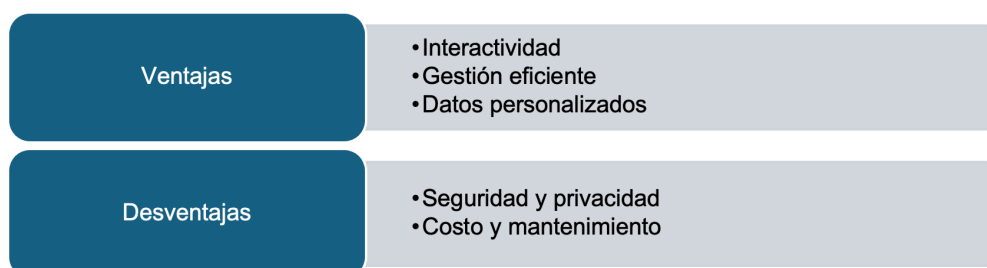 Ventajas
•Interactividad
•Gestión eficiente
•Datos personalizados
Desventajas
•Seguridad y privacidad
•Costo y mantenimiento